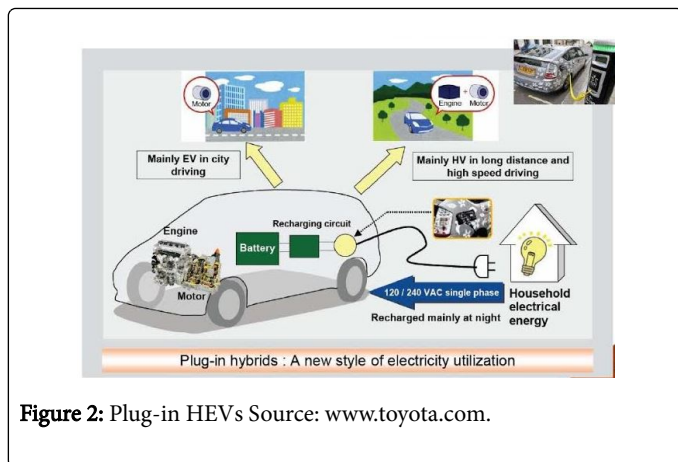 Motor
Engine + Motor
Mainly EV in city
driving
Mainly HV in long distance and
high speed driving
Engine
Battery
Recharging circuit
Motor
120 / 240 VAC single phase
Recharged mainly at night
Household
electrical
energy
Plug-in hybrids : A new style of electricity utilization
Figure 2: Plug-in HEVs Source: www.toyota.com.